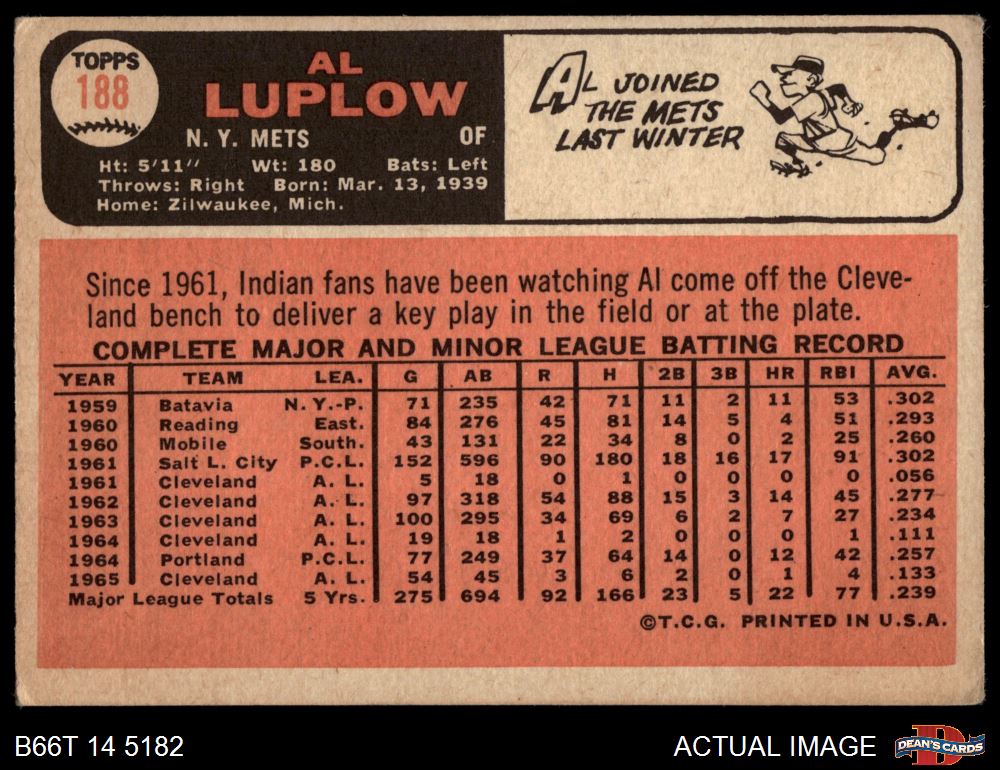 TOPPS
188
AL
LUPLOW
N. Y. METS OF
Ht: 5'11" Wt: 180 Bats: Left
Throws: Right Born: Mar. 13, 1939
Home: Zilwaukee, Mich.
AL JOINED
THE METS
LAST WINTER
Since 1961, Indian fans have been watching Al come off the Cleve-
land bench to deliver a key play in the field or at the plate.
COMPLETE MAJOR AND MINOR LEAGUE BATTING RECORD
YEAR TEAM LEA. G AB R H 2B 3B HR RBI AVG.
1959 Batavia N.Y.-P. 71 235 42 71 11 2 11 53 .302
1960 Reading East. 84 276 45 81 14 5 4 51 .293
1960 Mobile South. 43 131 22 34 8 0 2 25 .260
1961 Salt L. City P.C.L. 152 596 90 180 18 16 17 91 .302
1961 Cleveland A. L. 5 18 0 1 0 0 0 0 .056
1962 Cleveland A. L. 97 318 54 88 15 3 14 45 .277
1963 Cleveland A. L. 100 295 34 69 6 2 7 27 .234
1964 Cleveland A. L. 19 18 1 2 0 0 0 1 .111
1964 Portland P.C.L. 77 249 37 64 14 0 12 42 .257
1965 Cleveland A. L. 54 45 3 6 2 0 1 4 .133
Major League Totals 5 Yrs. 275 694 92 166 23 5 22 77 .239
©T.C.G. PRINTED IN U.S.A.
B66T 14 5182 ACTUAL IMAGE DEAN'S CARDS